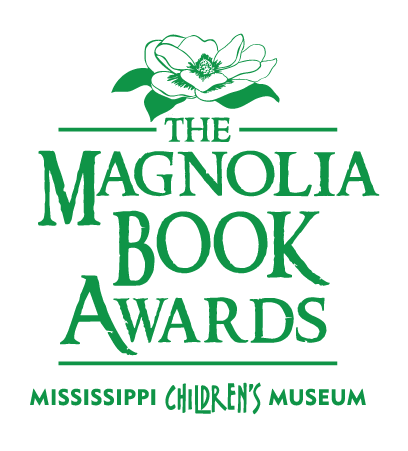 THE
MAGNOLIA
BOOK
AWARDS
MISSISSIPPI CHILDREN'S MUSEUM